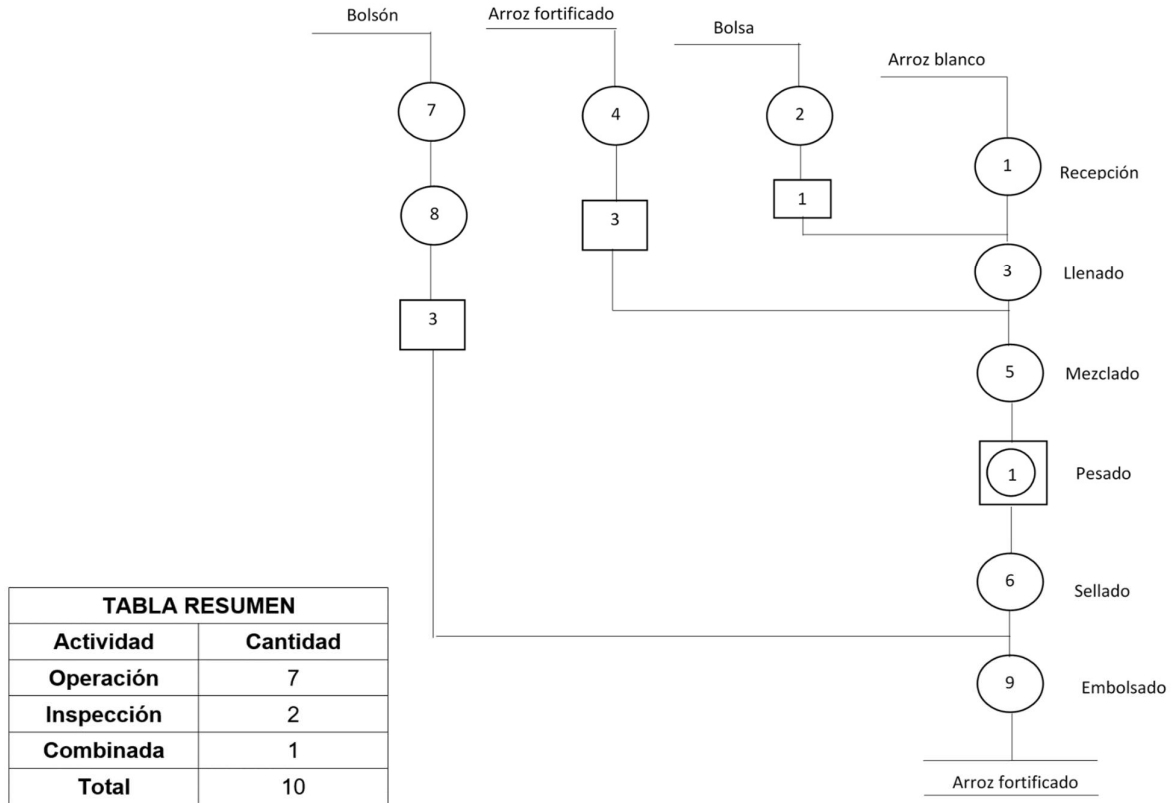 Bolsón
Arroz fortificado
Bolsa
Arroz blanco
7
4
2
1
Recepción
8
3
1
3
Llenado
3
5
Mezclado
1
Pesado
6
Sellado
9
Embolsado
Arroz fortificado
TABLA RESUMEN
Actividad Cantidad
Operación 7
Inspección 2
Combinada 1
Total 10